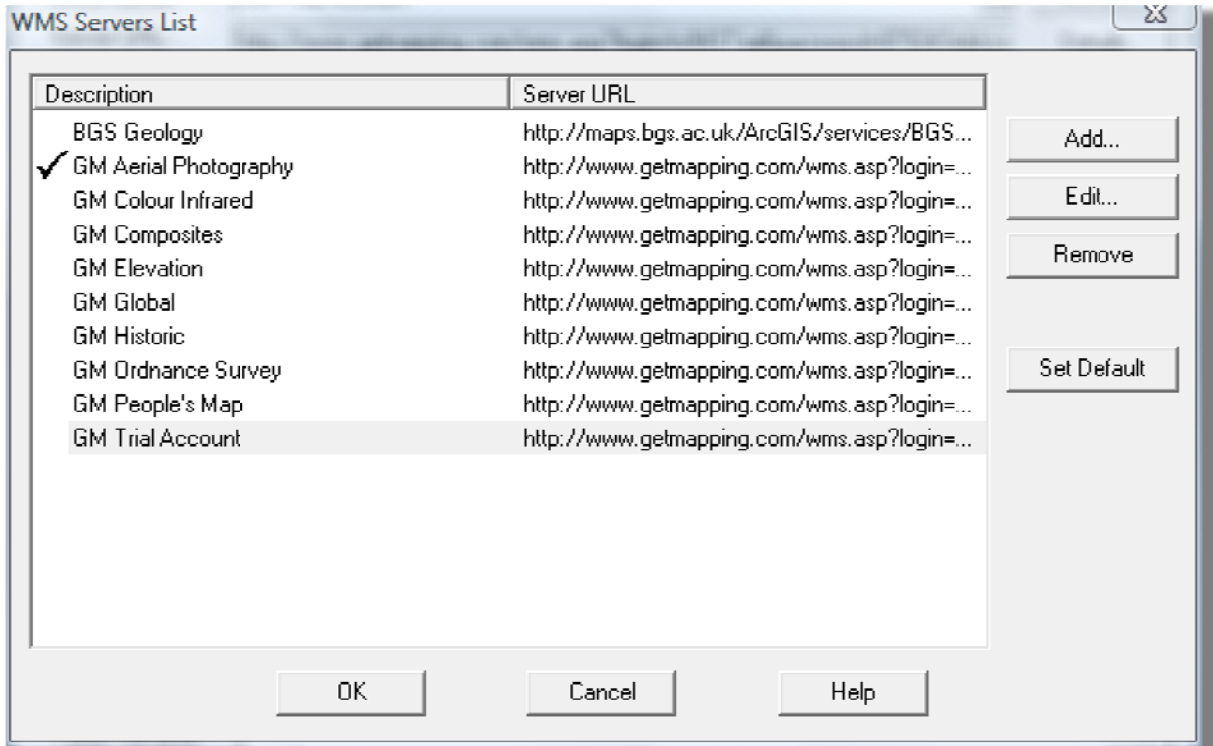 WMS Servers List
Description Server URL
BGS Geology http://maps.bgs.ac.uk/ArcGIS/services/BGS...
GM Aerial Photography http://www.getmapping.com/wms.asp?login=...
GM Colour Infrared http://www.getmapping.com/wms.asp?login=...
GM Composites http://www.getmapping.com/wms.asp?login=...
GM Elevation http://www.getmapping.com/wms.asp?login=...
GM Global http://www.getmapping.com/wms.asp?login=...
GM Historic http://www.getmapping.com/wms.asp?login=...
GM Ordnance Survey http://www.getmapping.com/wms.asp?login=...
GM People's Map http://www.getmapping.com/wms.asp?login=...
GM Trial Account http://www.getmapping.com/wms.asp?login=...
Add...
Edit...
Remove
Set Default
OK Cancel Help